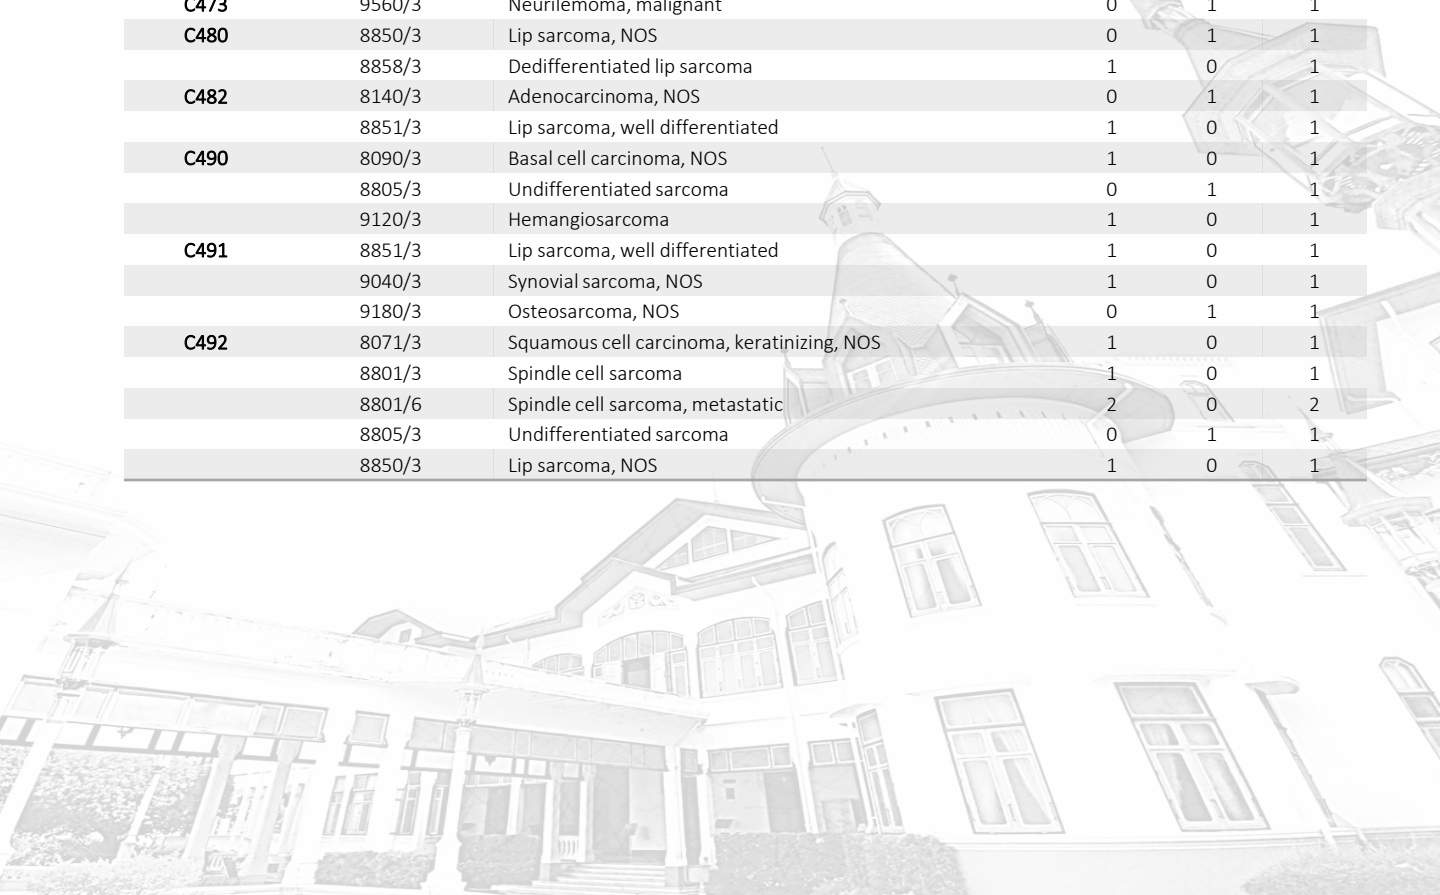 C473 9560/3 Neurilemoma, malignant 0 1 1
C480 8850/3 Lip sarcoma, NOS 0 1 1
8858/3 Dedifferentiated lip sarcoma 1 0 1
C482 8140/3 Adenocarcinoma, NOS 0 1 1
8851/3 Lip sarcoma, well differentiated 1 0 1
C490 8090/3 Basal cell carcinoma, NOS 1 0 1
8805/3 Undifferentiated sarcoma 0 1 1
9120/3 Hemangiosarcoma 1 0 1
C491 8851/3 Lip sarcoma, well differentiated 1 0 1
9040/3 Synovial sarcoma, NOS 1 0 1
9180/3 Osteosarcoma, NOS 0 1 1
C492 8071/3 Squamous cell carcinoma, keratinizing, NOS 1 0 1
8801/3 Spindle cell sarcoma 1 0 1
8801/6 Spindle cell sarcoma, metastatic 2 0 2
8805/3 Undifferentiated sarcoma 0 1 1
8850/3 Lip sarcoma, NOS 1 0 1